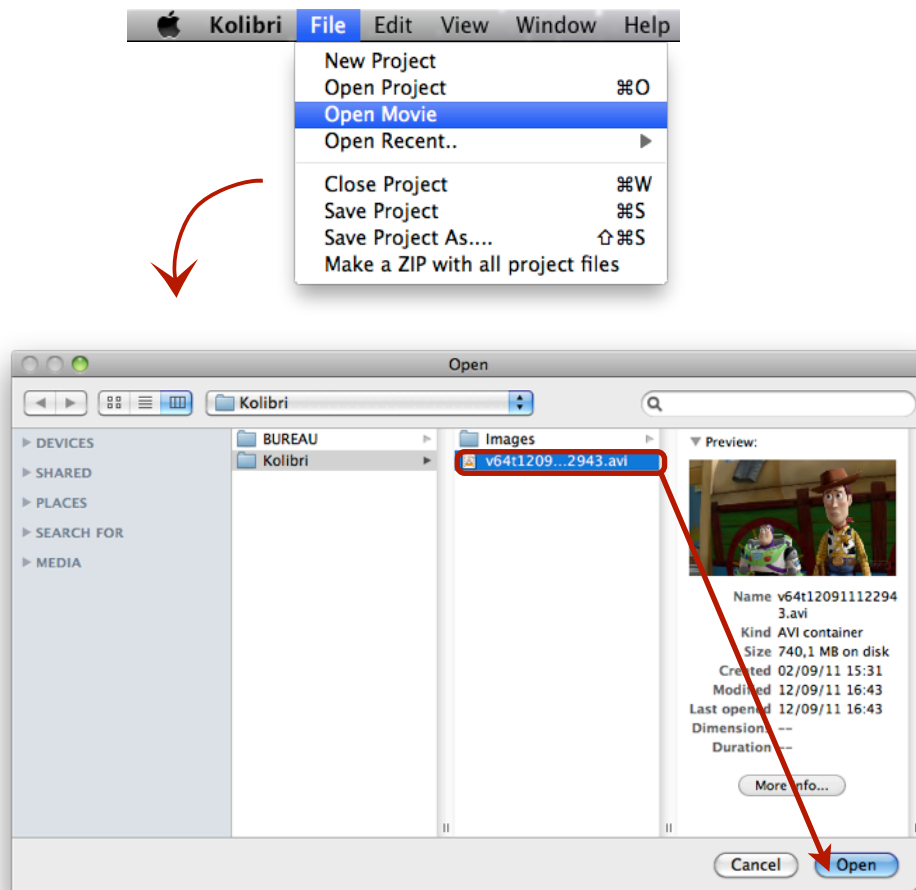 Kolibri File Edit View Window Help
New Project
Open Project ⌘O
Open Movie
Open Recent..
Close Project ⌘W
Save Project ⌘S
Save Project As.... ⇧⌘S
Make a ZIP with all project files
Open
Kolibri
DEVICES
SHARED
PLACES
SEARCH FOR
MEDIA
BUREAU
Kolibri
Images
v64t1209...2943.avi
Preview:
Name v64t12091112294
3.avi
Kind AVI container
Size 740,1 MB on disk
Created 02/09/11 15:31
Modified 12/09/11 16:43
Last opened 12/09/11 16:43
Dimensions --
Duration --
More info...
Cancel Open